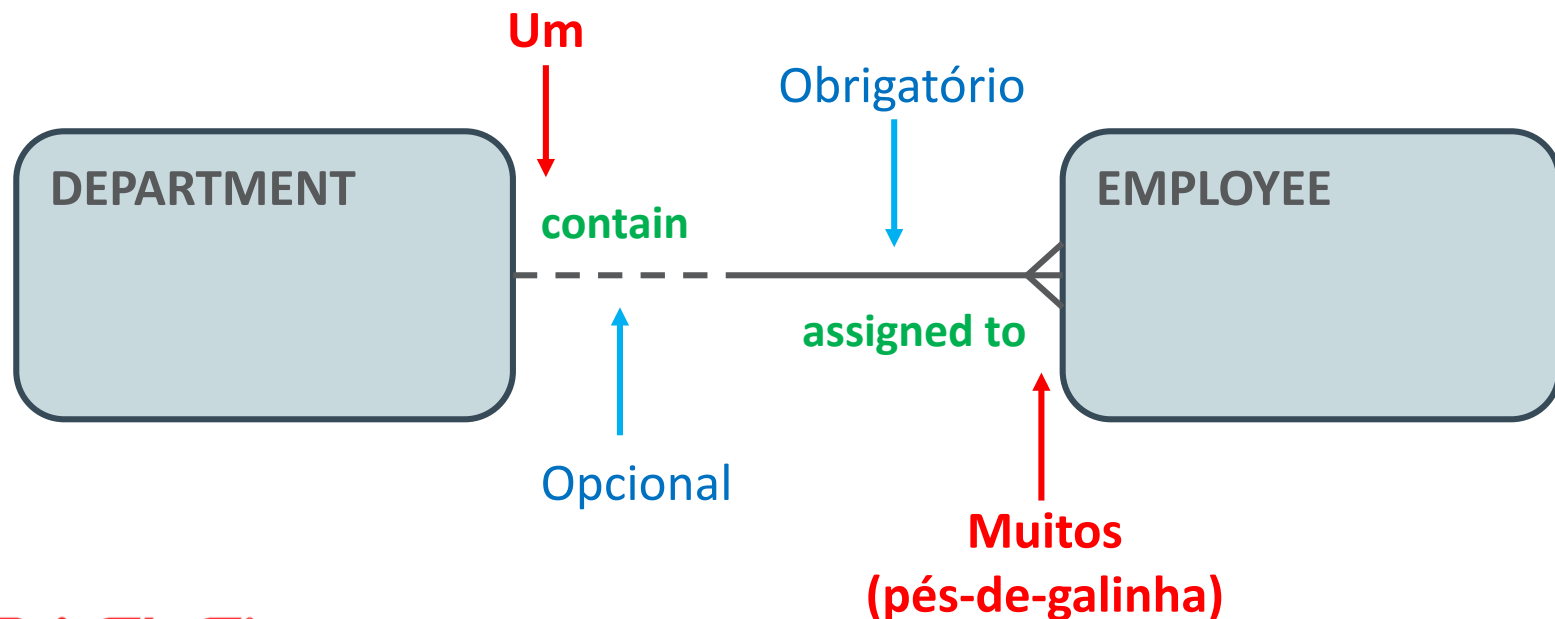 Um
Obrigatório
DEPARTMENT
EMPLOYEE
contain
assigned to
Opcional
Muitos
(pés-de-galinha)